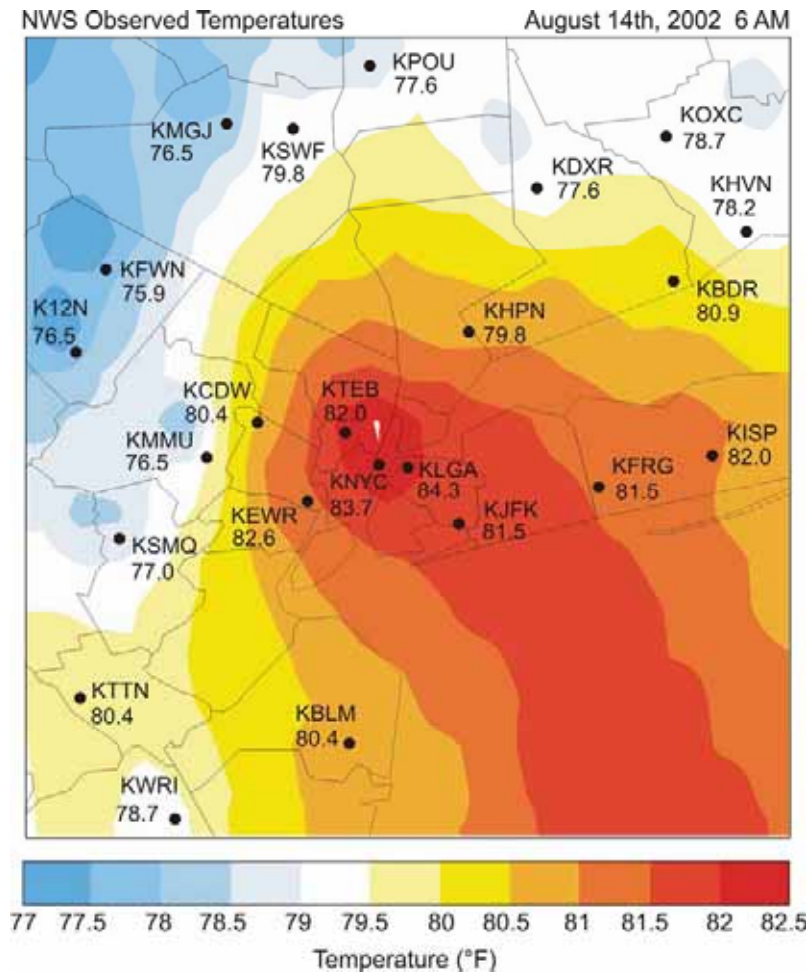 NWS Observed Temperatures
August 14th, 2002 6 AM
KPOU
77.6
KMGJ
76.5
KSWF
79.8
KOXC
78.7
KDXR
77.6
KHVN
78.2
KFWN
75.9
KBDR
80.9
K12N
76.5
KHPN
79.8
KCDW
80.4
KTEB
82.0
KMMU
76.5
KISP
82.0
KNYC
83.7
KLGA
84.3
KFRG
81.5
KEWR
82.6
KJFK
81.5
KSMQ
77.0
KTTN
80.4
KBLM
80.4
KWRI
78.7
77 77.5 78 78.5 79 79.5 80 80.5 81 81.5 82 82.5
Temperature (°F)